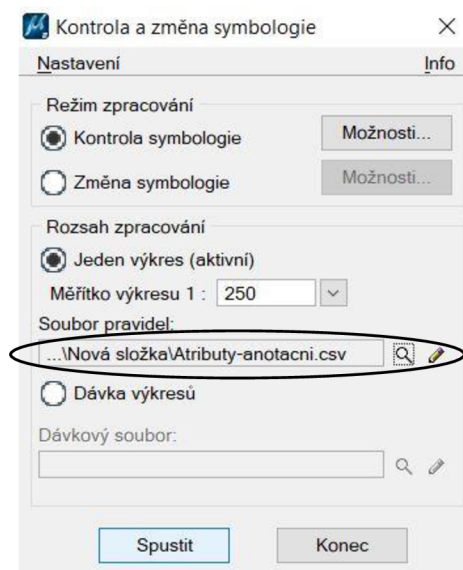 Kontrola a změna symbologie
Nastavení Info
Režim zpracování
Kontrola symbologie Možnosti...
Změna symbologie Možnosti...
Rozsah zpracování
Jeden výkres (aktivní)
Měřítko výkresu 1 : 250
Soubor pravidel:
...\Nová složka\Atributy-anotacni.csv
Dávka výkresů
Dávkový soubor:
Spustit Konec